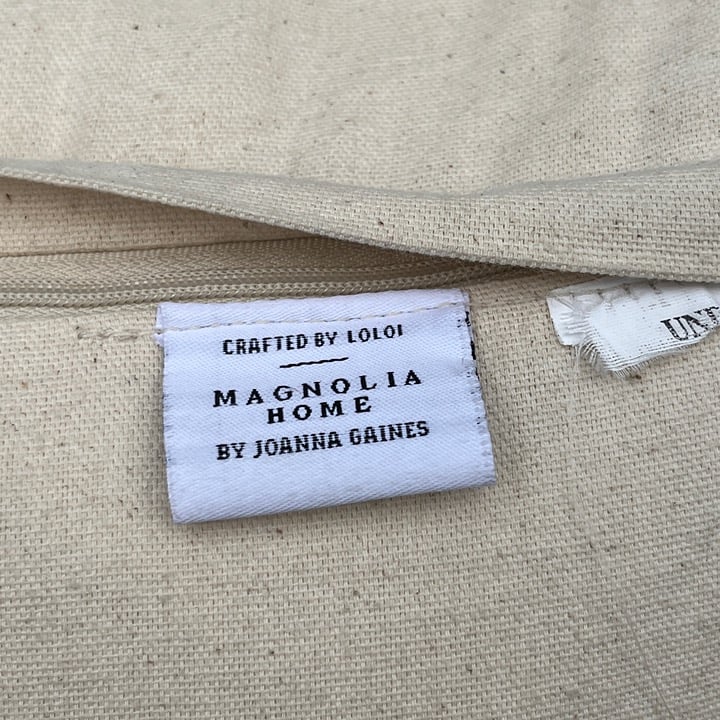 CRAFTED BY LOLOI
MAGNOLIA
HOME
BY JOANNA GAINES